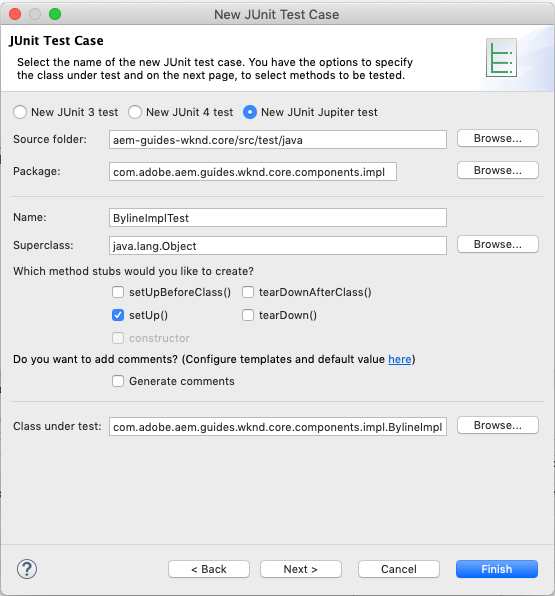 New JUnit Test Case
JUnit Test Case
Select the name of the new JUnit test case. You have the options to specify
the class under test and on the next page, to select methods to be tested.
New JUnit 3 test New JUnit 4 test New JUnit Jupiter test
Source folder: aem-guides-wknd.core/src/test/java Browse...
Package: com.adobe.aem.guides.wknd.core.components.impl Browse...
Name: BylineImplTest
Superclass: java.lang.Object Browse...
Which method stubs would you like to create?
setUpBeforeClass() tearDownAfterClass()
setUp() tearDown()
constructor
Do you want to add comments? (Configure templates and default value here)
Generate comments
Class under test: com.adobe.aem.guides.wknd.core.components.impl.BylineImpl Browse...
? < Back Next > Cancel Finish